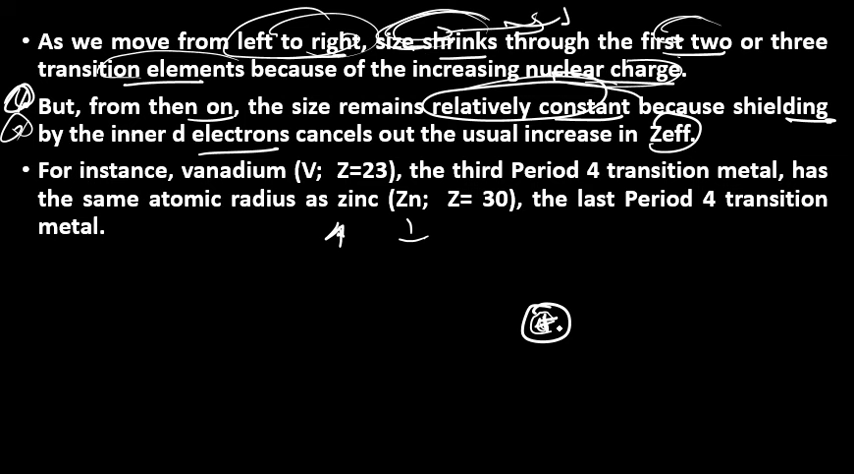 • As we move from left to right, size shrinks through the first two or three
transition elements because of the increasing nuclear charge.
But, from then on, the size remains relatively constant because shielding
by the inner d electrons cancels out the usual increase in Zeff.
• For instance, vanadium (V; Z=23), the third Period 4 transition metal, has
the same atomic radius as zinc (Zn; Z= 30), the last Period 4 transition
metal.